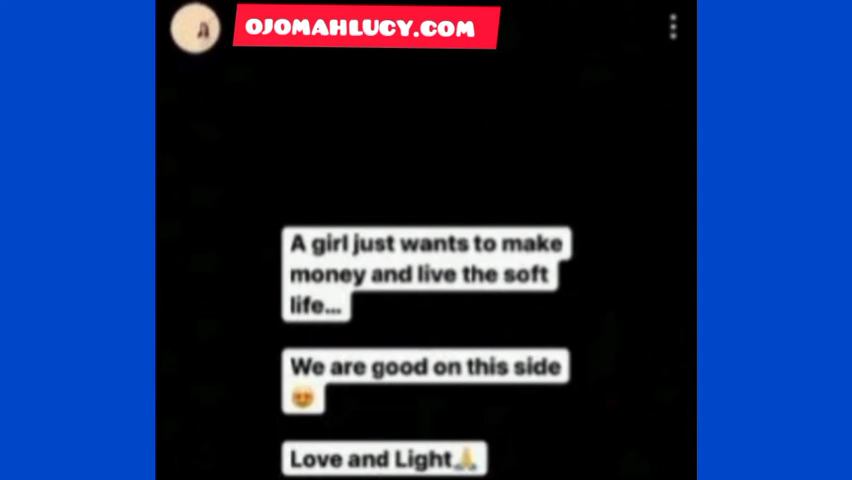 OJOMAHLUCY.COM
A girl just wants to make
money and live the soft
life...
We are good on this side
😍
Love and Light🙏